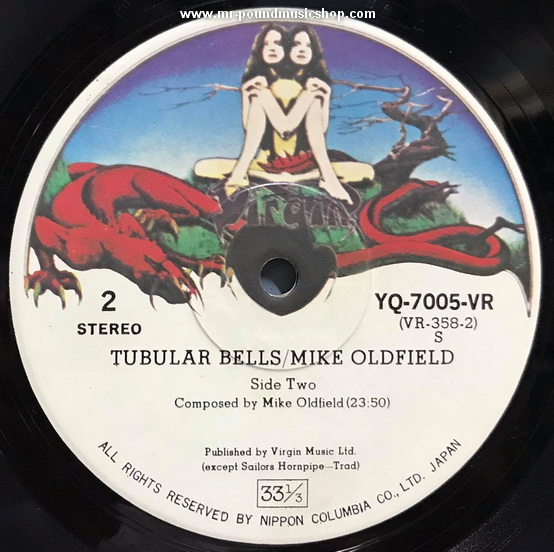 www.mr-poundmusicshop.com
Virgin
2
STEREO
YQ-7005-VR
(VR-358-2)
S
TUBULAR BELLS/MIKE OLDFIELD
Side Two
Composed by Mike Oldfield (23:50)
Published by Virgin Music Ltd.
(except Sailors Hornpipe—Trad)
33 1/3
ALL RIGHTS RESERVED BY NIPPON COLUMBIA CO., LTD. JAPAN